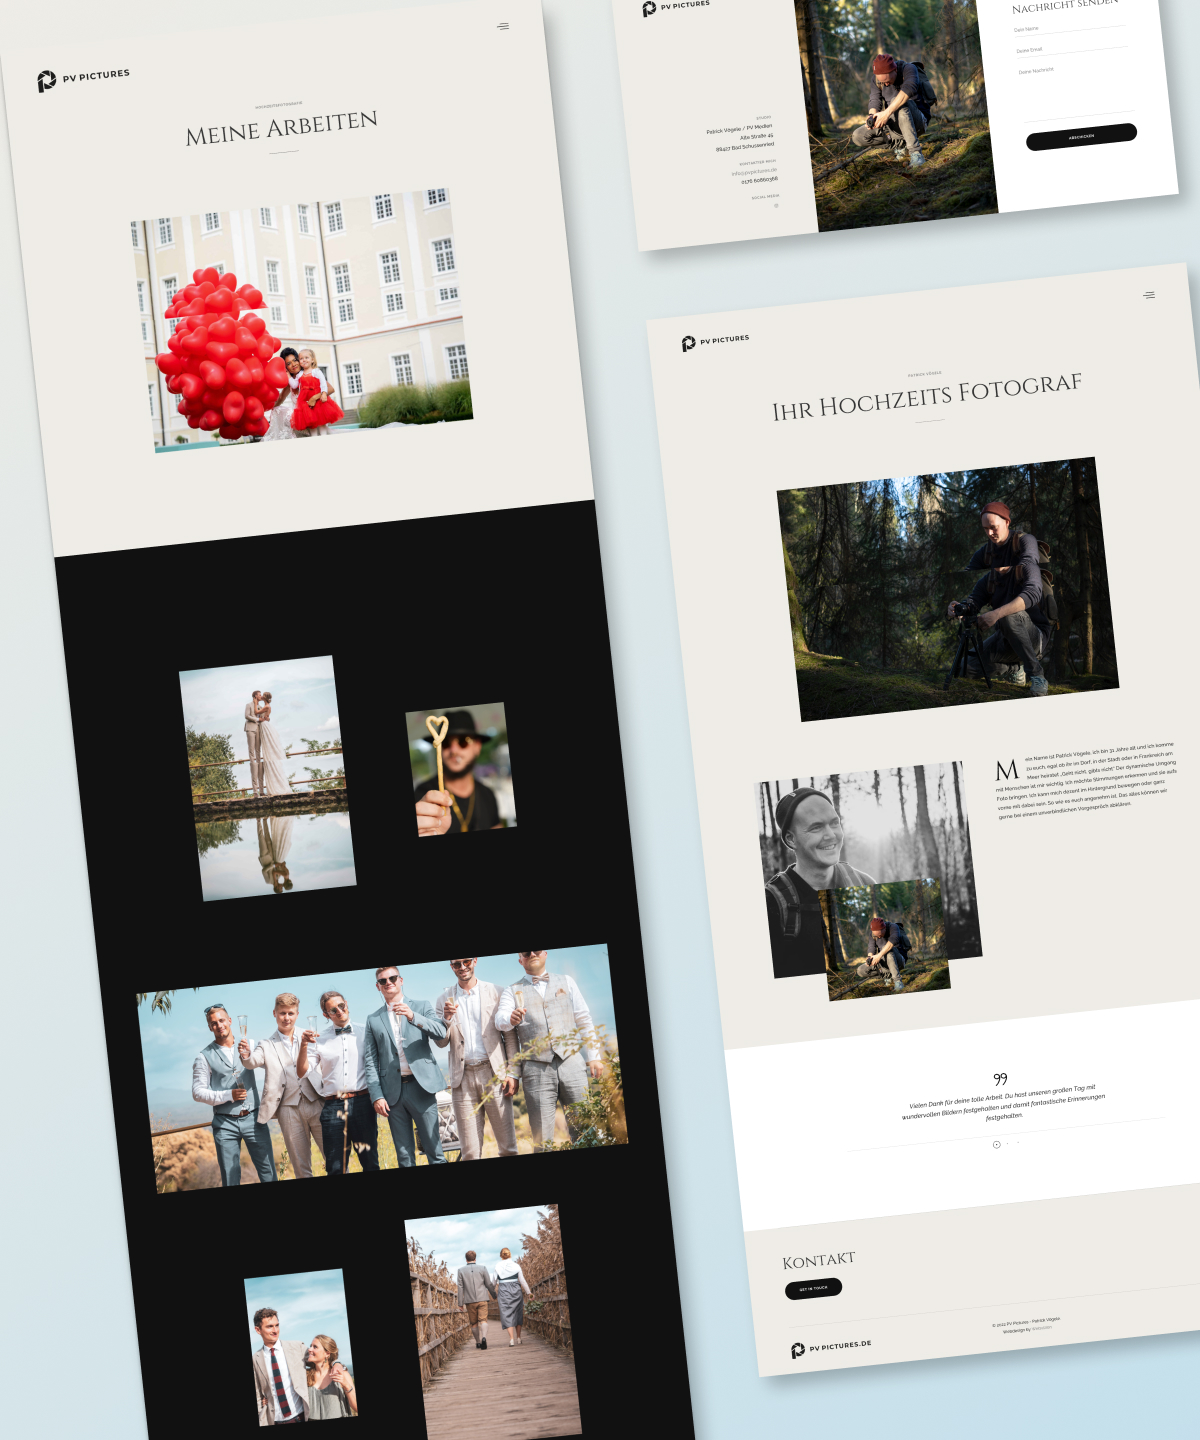 PV PICTURES
HOCHZEITSFOTOGRAF
MEINE ARBEITEN
PV PICTURES
STUDIO
Patrick Vögele / PV Medien
Alte Straße 45
88427 Bad Schussenried
KONTAKTIER MICH
info@pvpictures.de
SOCIAL MEDIA
NACHRICHT SENDEN
Dein Name
Deine Email
Deine Nachricht
ABSCHICKEN
PV PICTURES
PATRICK VÖGELE
IHR HOCHZEITS FOTOGRAF
Mein Name ist Patrick Vögele, ich bin 31 Jahre alt und ich komme
zu euch, egal ob ihr im Dorf, in der Stadt oder in Frankreich am
Meer heiratet. „Geht nicht, gibts nicht“ Der dynamische Umgang
mit Menschen ist mir wichtig. Ich möchte Stimmungen erkennen und sie aufs
Foto bringen. Ich kann mich dezent im Hintergrund bewegen oder ganz
vorne mit dabei sein. So wie es euch angenehm ist. Das alles können wir
gerne bei einem unverbindlichen Vorgespräch abklären.
Vielen Dank für deine tolle Arbeit. Du hast unseren großen Tag mit
wundervollen Bildern festgehalten und damit fantastische Erinnerungen
festgehalten.
KONTAKT
GET IN TOUCH
PV PICTURES.DE
© 2022 PV Pictures - Patrick Vögele
Webdesign by